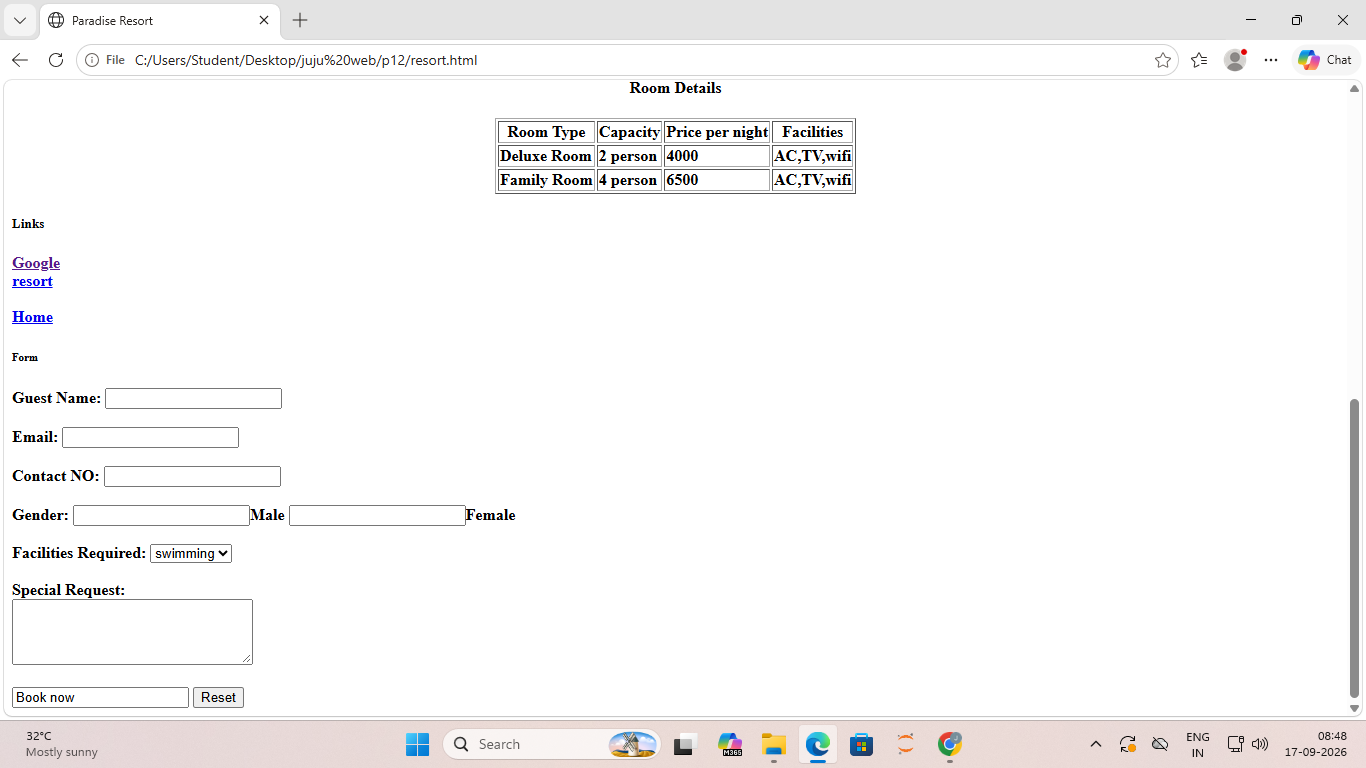 Paradise Resort
File C:/Users/Student/Desktop/juju%20web/p12/resort.html
Chat
Room Details
Room Type Capacity Price per night Facilities
Deluxe Room 2 person 4000 AC,TV,wifi
Family Room 4 person 6500 AC,TV,wifi
Links
Google
resort
Home
Form
Guest Name:
Email:
Contact NO:
Gender: Male Female
Facilities Required: swimming
Special Request:
Book now Reset
32°C
Mostly sunny
Search
M365
ENG
IN
08:48
17-09-2026